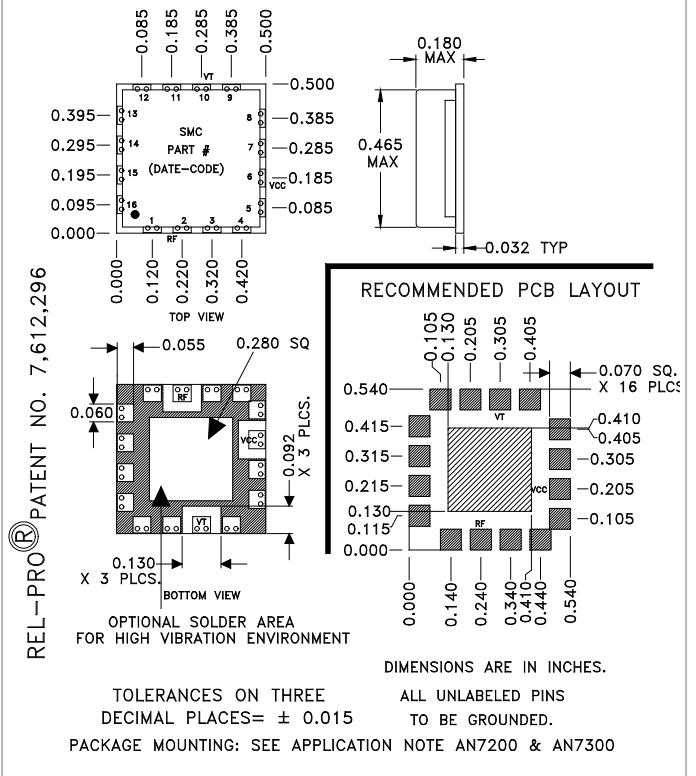 0.085
0.185
0.285
0.385
0.500
VT
12 11 10 9
0.500
0.395
13
8
0.385
SMC
PART #
(DATE-CODE)
0.295
14
7
0.285
0.195
15
6
VCC
0.185
0.095
16
5
0.085
0.000
1 2 3 4
RF
0.000
0.120
0.220
0.320
0.420
TOP VIEW
0.180
MAX
0.465
MAX
0.032 TYP
REL-PRO® PATENT NO. 7,612,296
0.055
0.280 SQ
0.060
RF
VCC
VT
0.092
X 3 PLCS.
0.130
X 3 PLCS.
BOTTOM VIEW
OPTIONAL SOLDER AREA
FOR HIGH VIBRATION ENVIRONMENT
RECOMMENDED PCB LAYOUT
0.105
0.130
0.205
0.305
0.405
0.070 SQ.
X 16 PLCS
0.540
VT
0.415
0.410
0.405
0.315
0.305
0.215
VCC
0.205
0.130
0.115
RF
0.105
0.000
0.000
0.140
0.240
0.340
0.410
0.440
0.540
DIMENSIONS ARE IN INCHES.
TOLERANCES ON THREE
DECIMAL PLACES= ± 0.015
ALL UNLABELED PINS
TO BE GROUNDED.
PACKAGE MOUNTING: SEE APPLICATION NOTE AN7200 & AN7300